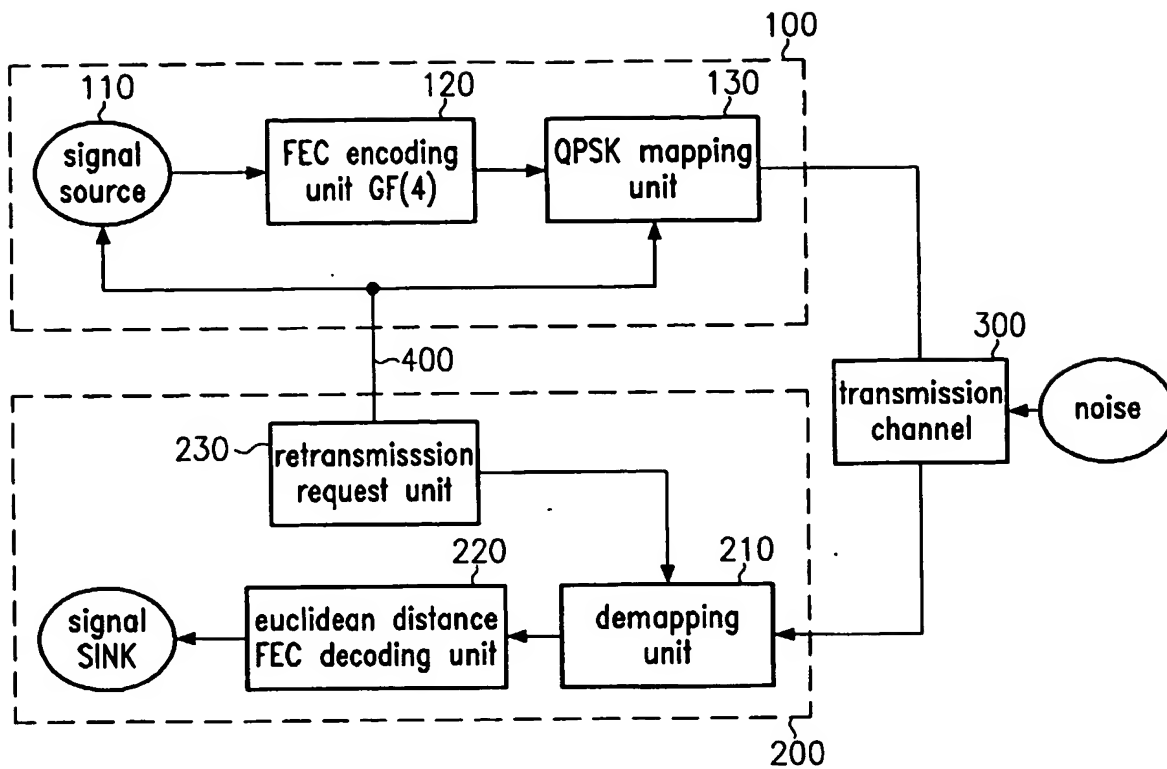 100
110
120
130
signal
source
FEC encoding
unit GF(4)
QPSK mapping
unit
400
300
transmission
channel
noise
230
retransmisssion
request unit
220
210
signal
SINK
euclidean distance
FEC decoding unit
demapping
unit
200